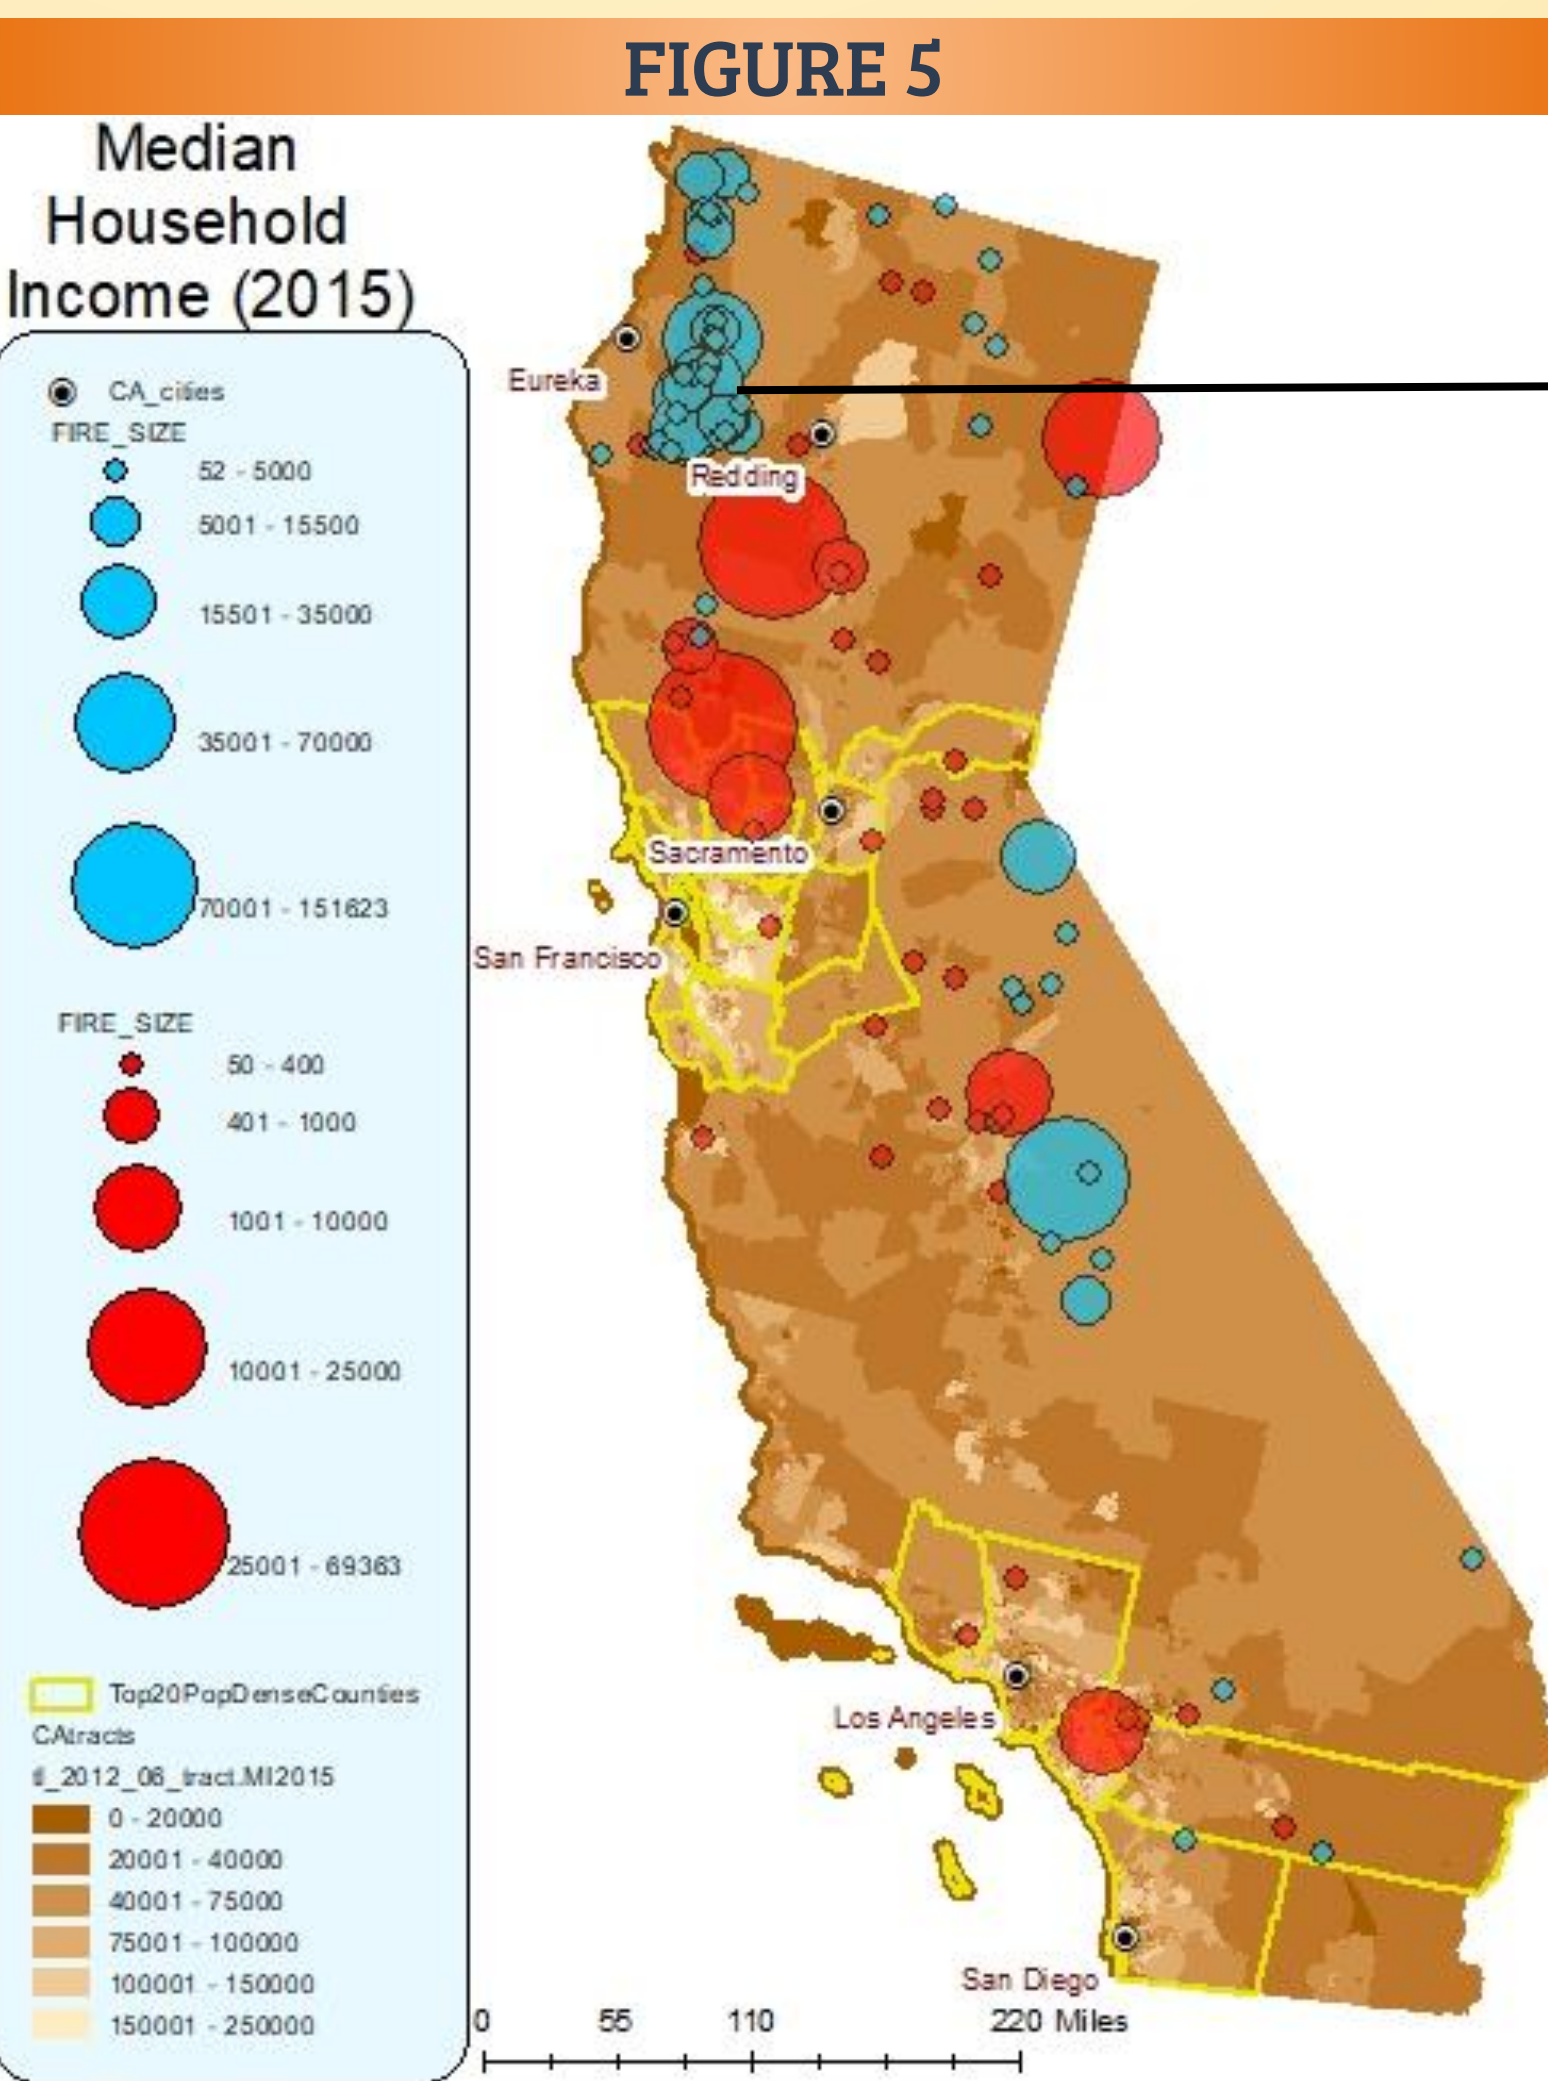 FIGURE 5
Median
Household
Income (2015)
CA_cities
FIRE_SIZE
52 - 5000
5001 - 15500
15501 - 35000
35001 - 70000
70001 - 151623
FIRE_SIZE
50 - 400
401 - 1000
1001 - 10000
10001 - 25000
25001 - 69363
Top20PopDenseCounties
CAtracts
tl_2012_06_tract.MI2015
0 - 20000
20001 - 40000
40001 - 75000
75001 - 100000
100001 - 150000
150001 - 250000
Eureka
Redding
Sacramento
San Francisco
Los Angeles
San Diego
0 55 110 220 Miles